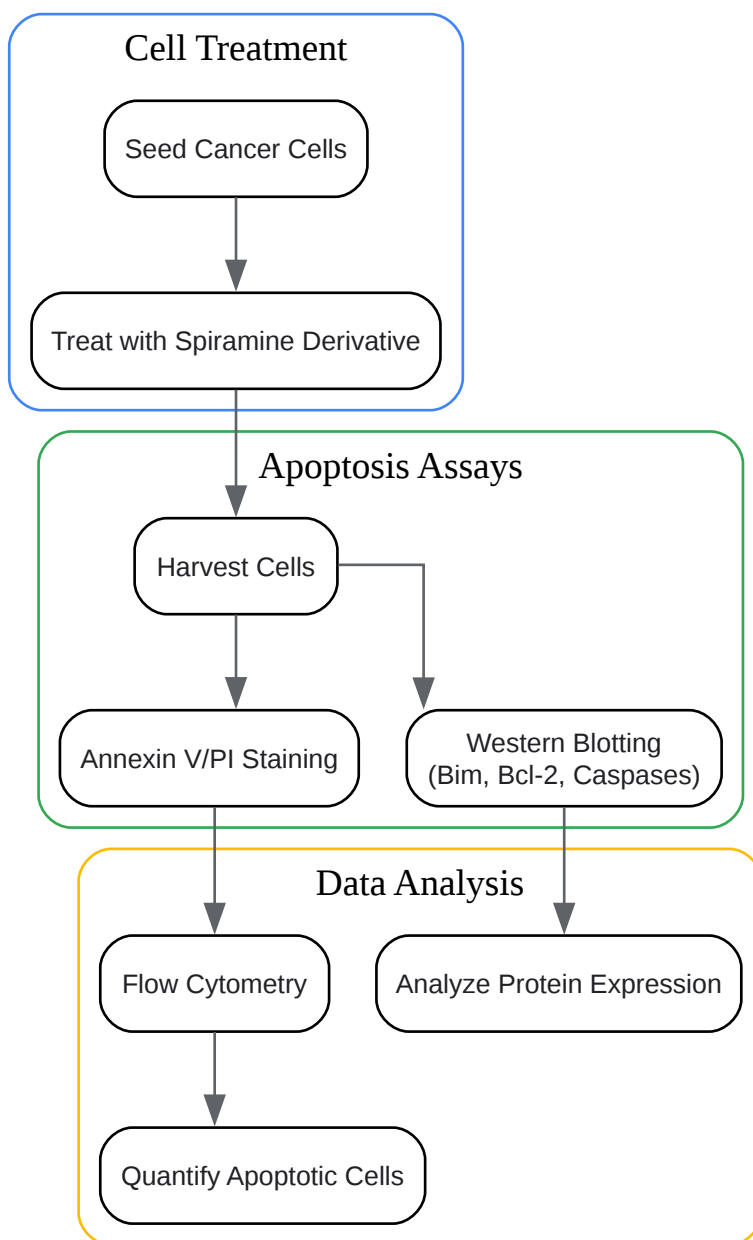 Cell Treatment
Seed Cancer Cells
Treat with Spiramine Derivative
Apoptosis Assays
Harvest Cells
Annexin V/PI Staining
Western Blotting
(Bim, Bcl-2, Caspases)
Data Analysis
Flow Cytometry
Analyze Protein Expression
Quantify Apoptotic Cells